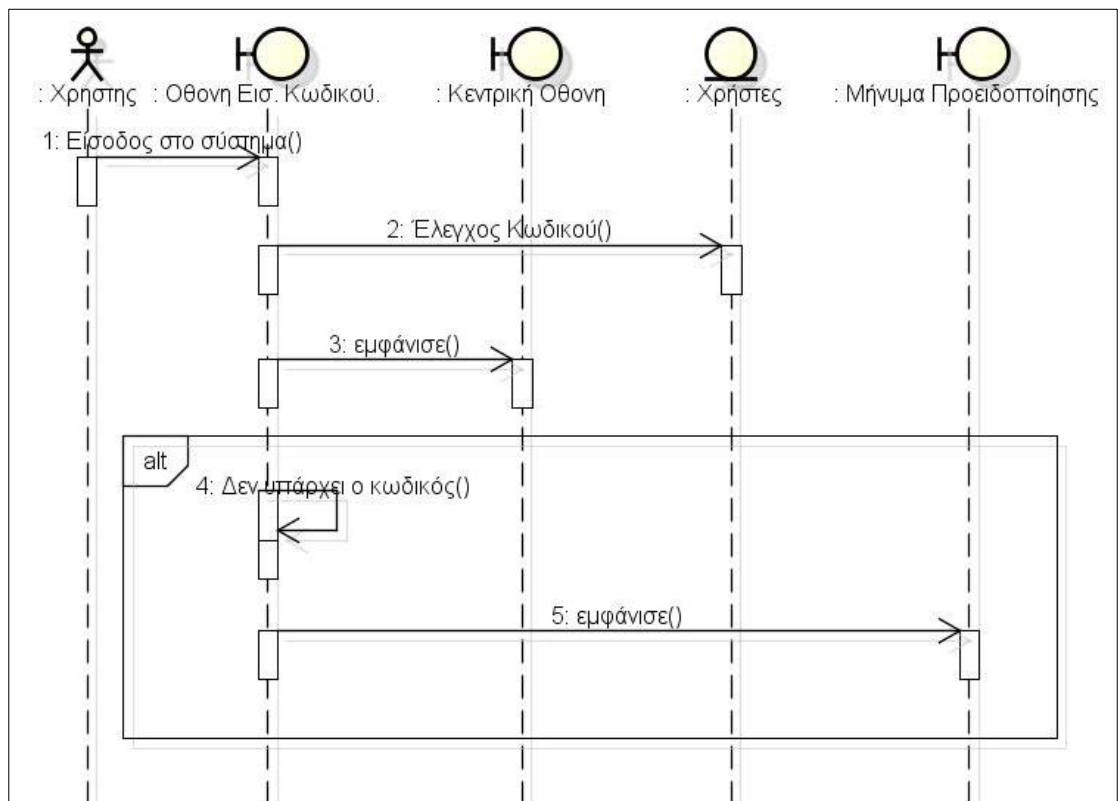 : Χρήστης
: Οθονη Εισ. Κωδικού.
: Κεντρική Οθονη
: Χρήστες
: Μήνυμα Προειδοποίησης
1: Είσοδος στο σύστημα()
2: Έλεγχος Κωδικού()
3: εμφάνισε()
alt
4: Δεν υπάρχει ο κωδικός()
5: εμφάνισε()